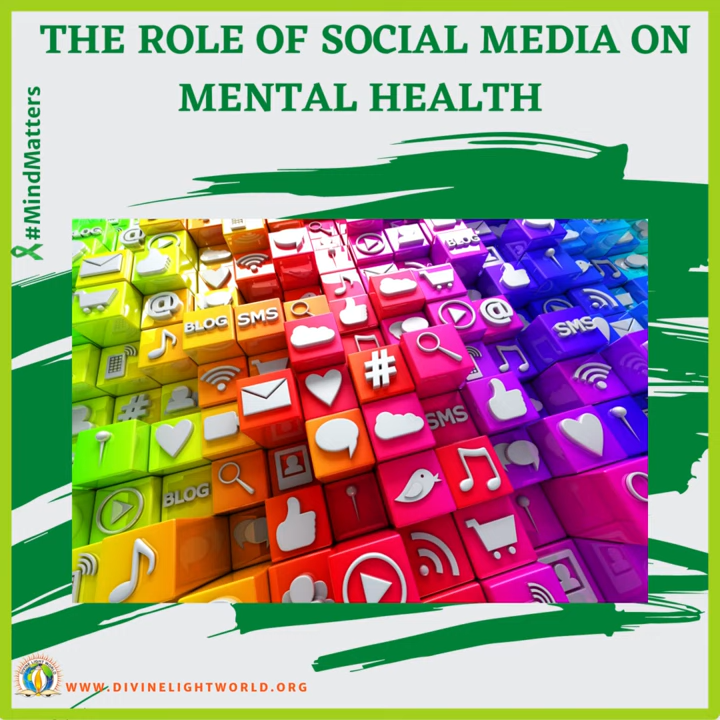 THE ROLE OF SOCIAL MEDIA ON
MENTAL HEALTH
#MindMatters
BLOG
BLOG
BLOG SMS
SMS
#
SMS
BLOG
WWW.DIVINELIGHTWORLD.ORG